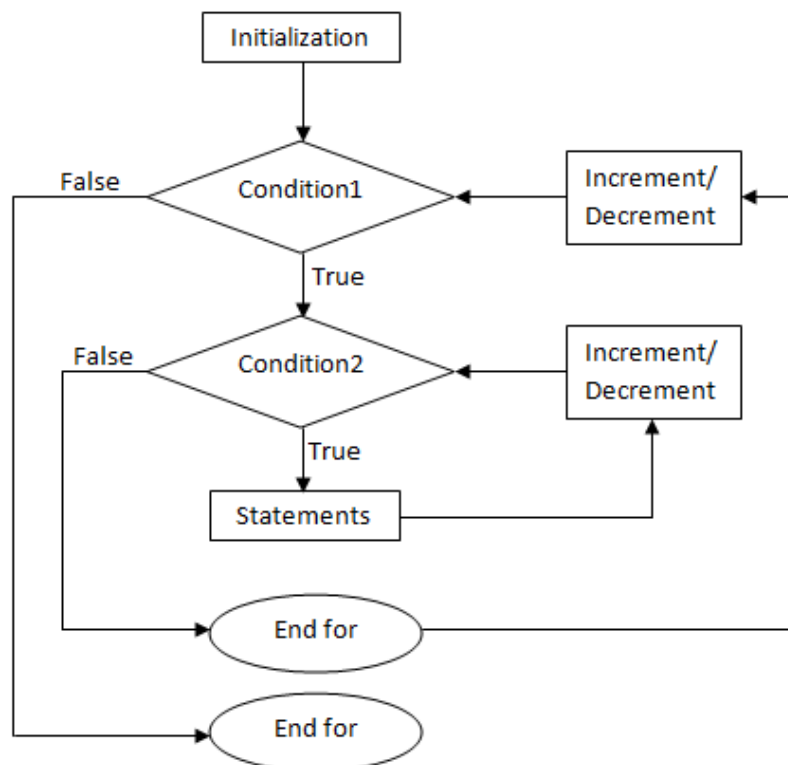 Initialization
False
Condition1
Increment/
Decrement
True
False
Condition2
Increment/
Decrement
True
Statements
End for
End for